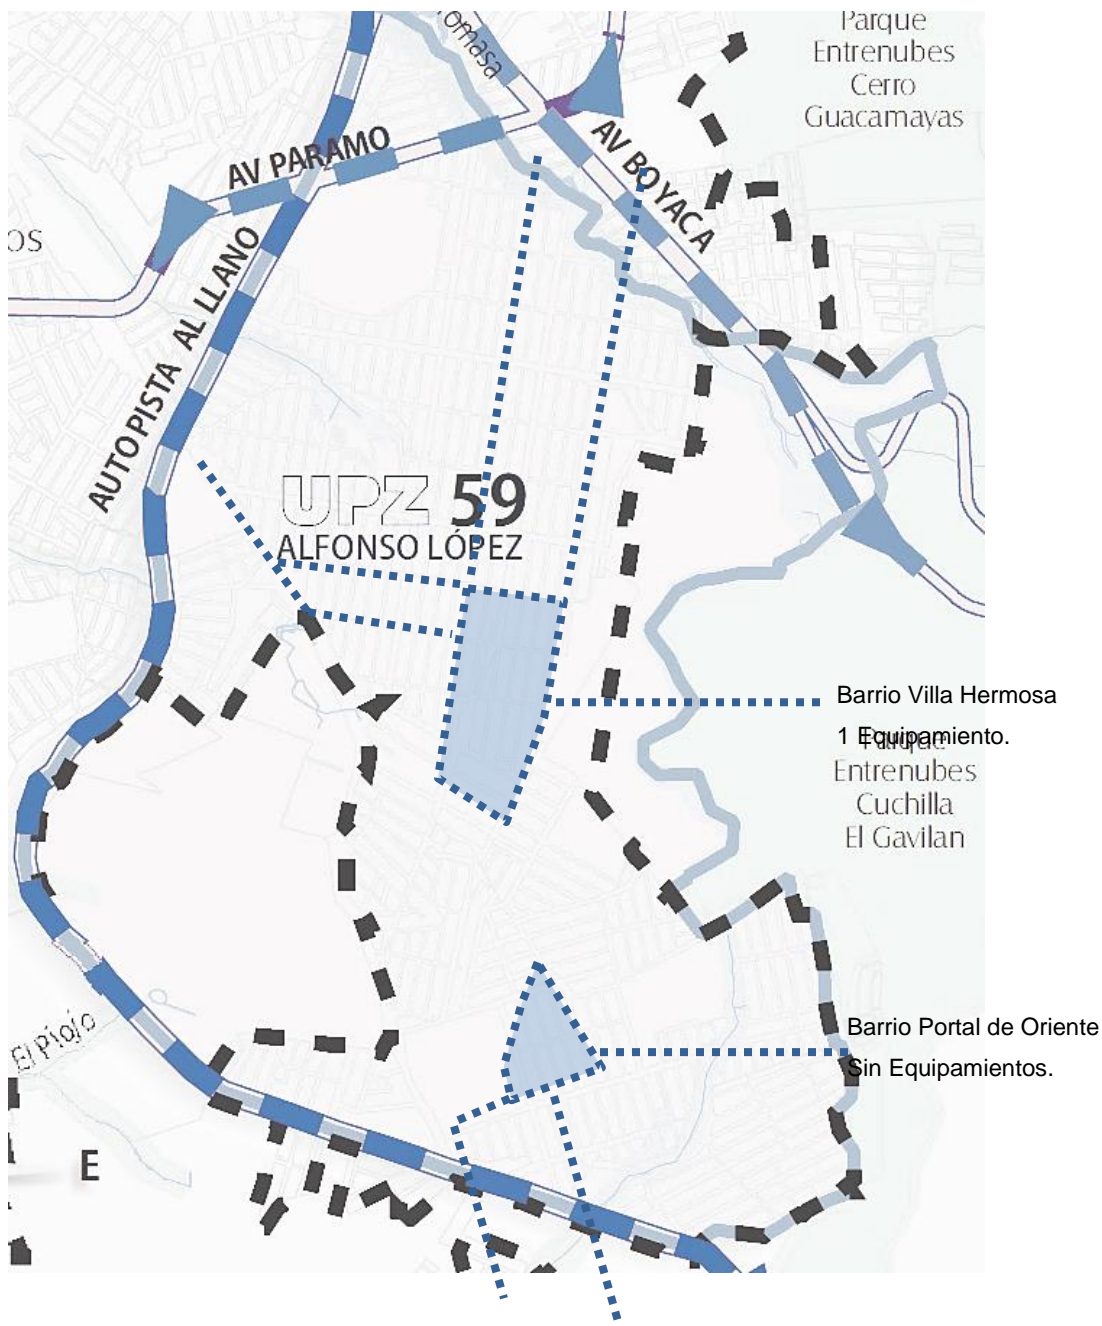 Parque
Entrenubes
Cerro
Guacamayas
omasa
AV PARAMO
AV BOYACA
OS
AUTOPISTA AL LLANO
UPZ 59
ALFONSO LÓPEZ
Barrio Villa Hermosa
1 Equipamiento.
Parque
Entrenubes
Cuchilla
El Gavilan
El Piojo
Barrio Portal de Oriente
Sin Equipamientos.
E